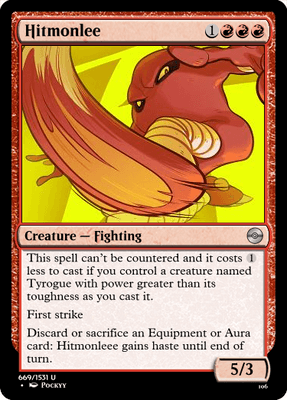 Hitmonlee 1
Creature — Fighting
This spell can't be countered and it costs 1
less to cast if you control a creature named
Tyrogue with power greater than its
toughness as you cast it.
First strike
Discard or sacrifice an Equipment or Aura
card: Hitmonleee gains haste until end of
turn.
5/3
669/1531 U
• POCKYY
106